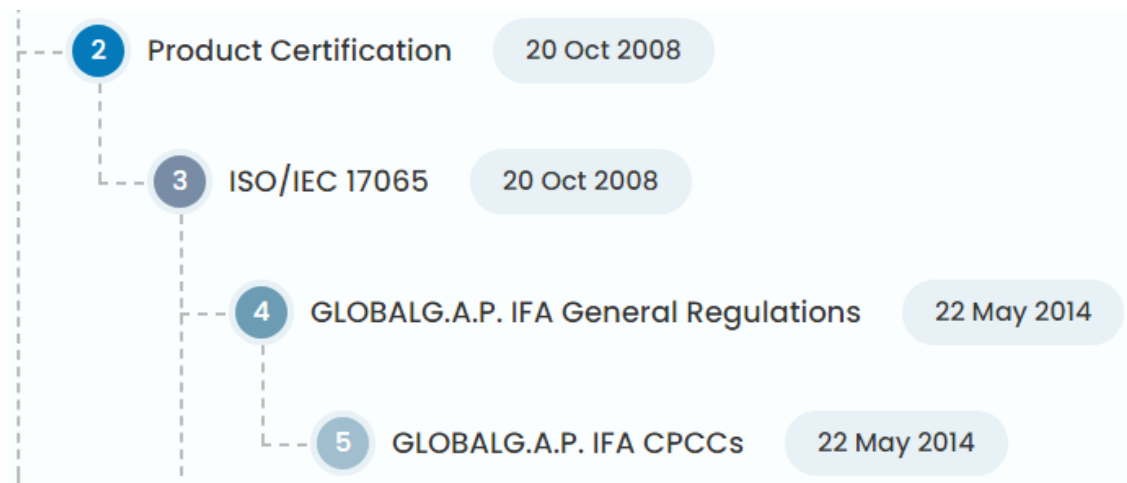 2 Product Certification 20 Oct 2008
3 ISO/IEC 17065 20 Oct 2008
4 GLOBALG.A.P. IFA General Regulations 22 May 2014
5 GLOBALG.A.P. IFA CPCCs 22 May 2014